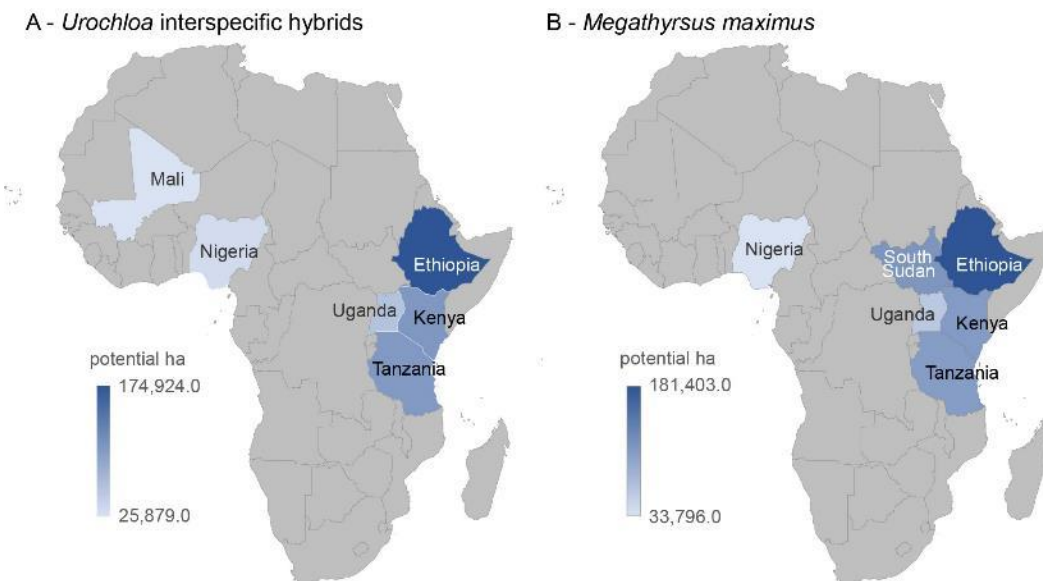 A - Urochloa interspecific hybrids
Mali
Nigeria
Ethiopia
Uganda
Kenya
Tanzania
potential ha
174,924.0
25,879.0
B - Megathyrsus maximus
Nigeria
South
Sudan
Ethiopia
Uganda
Kenya
Tanzania
potential ha
181,403.0
33,796.0